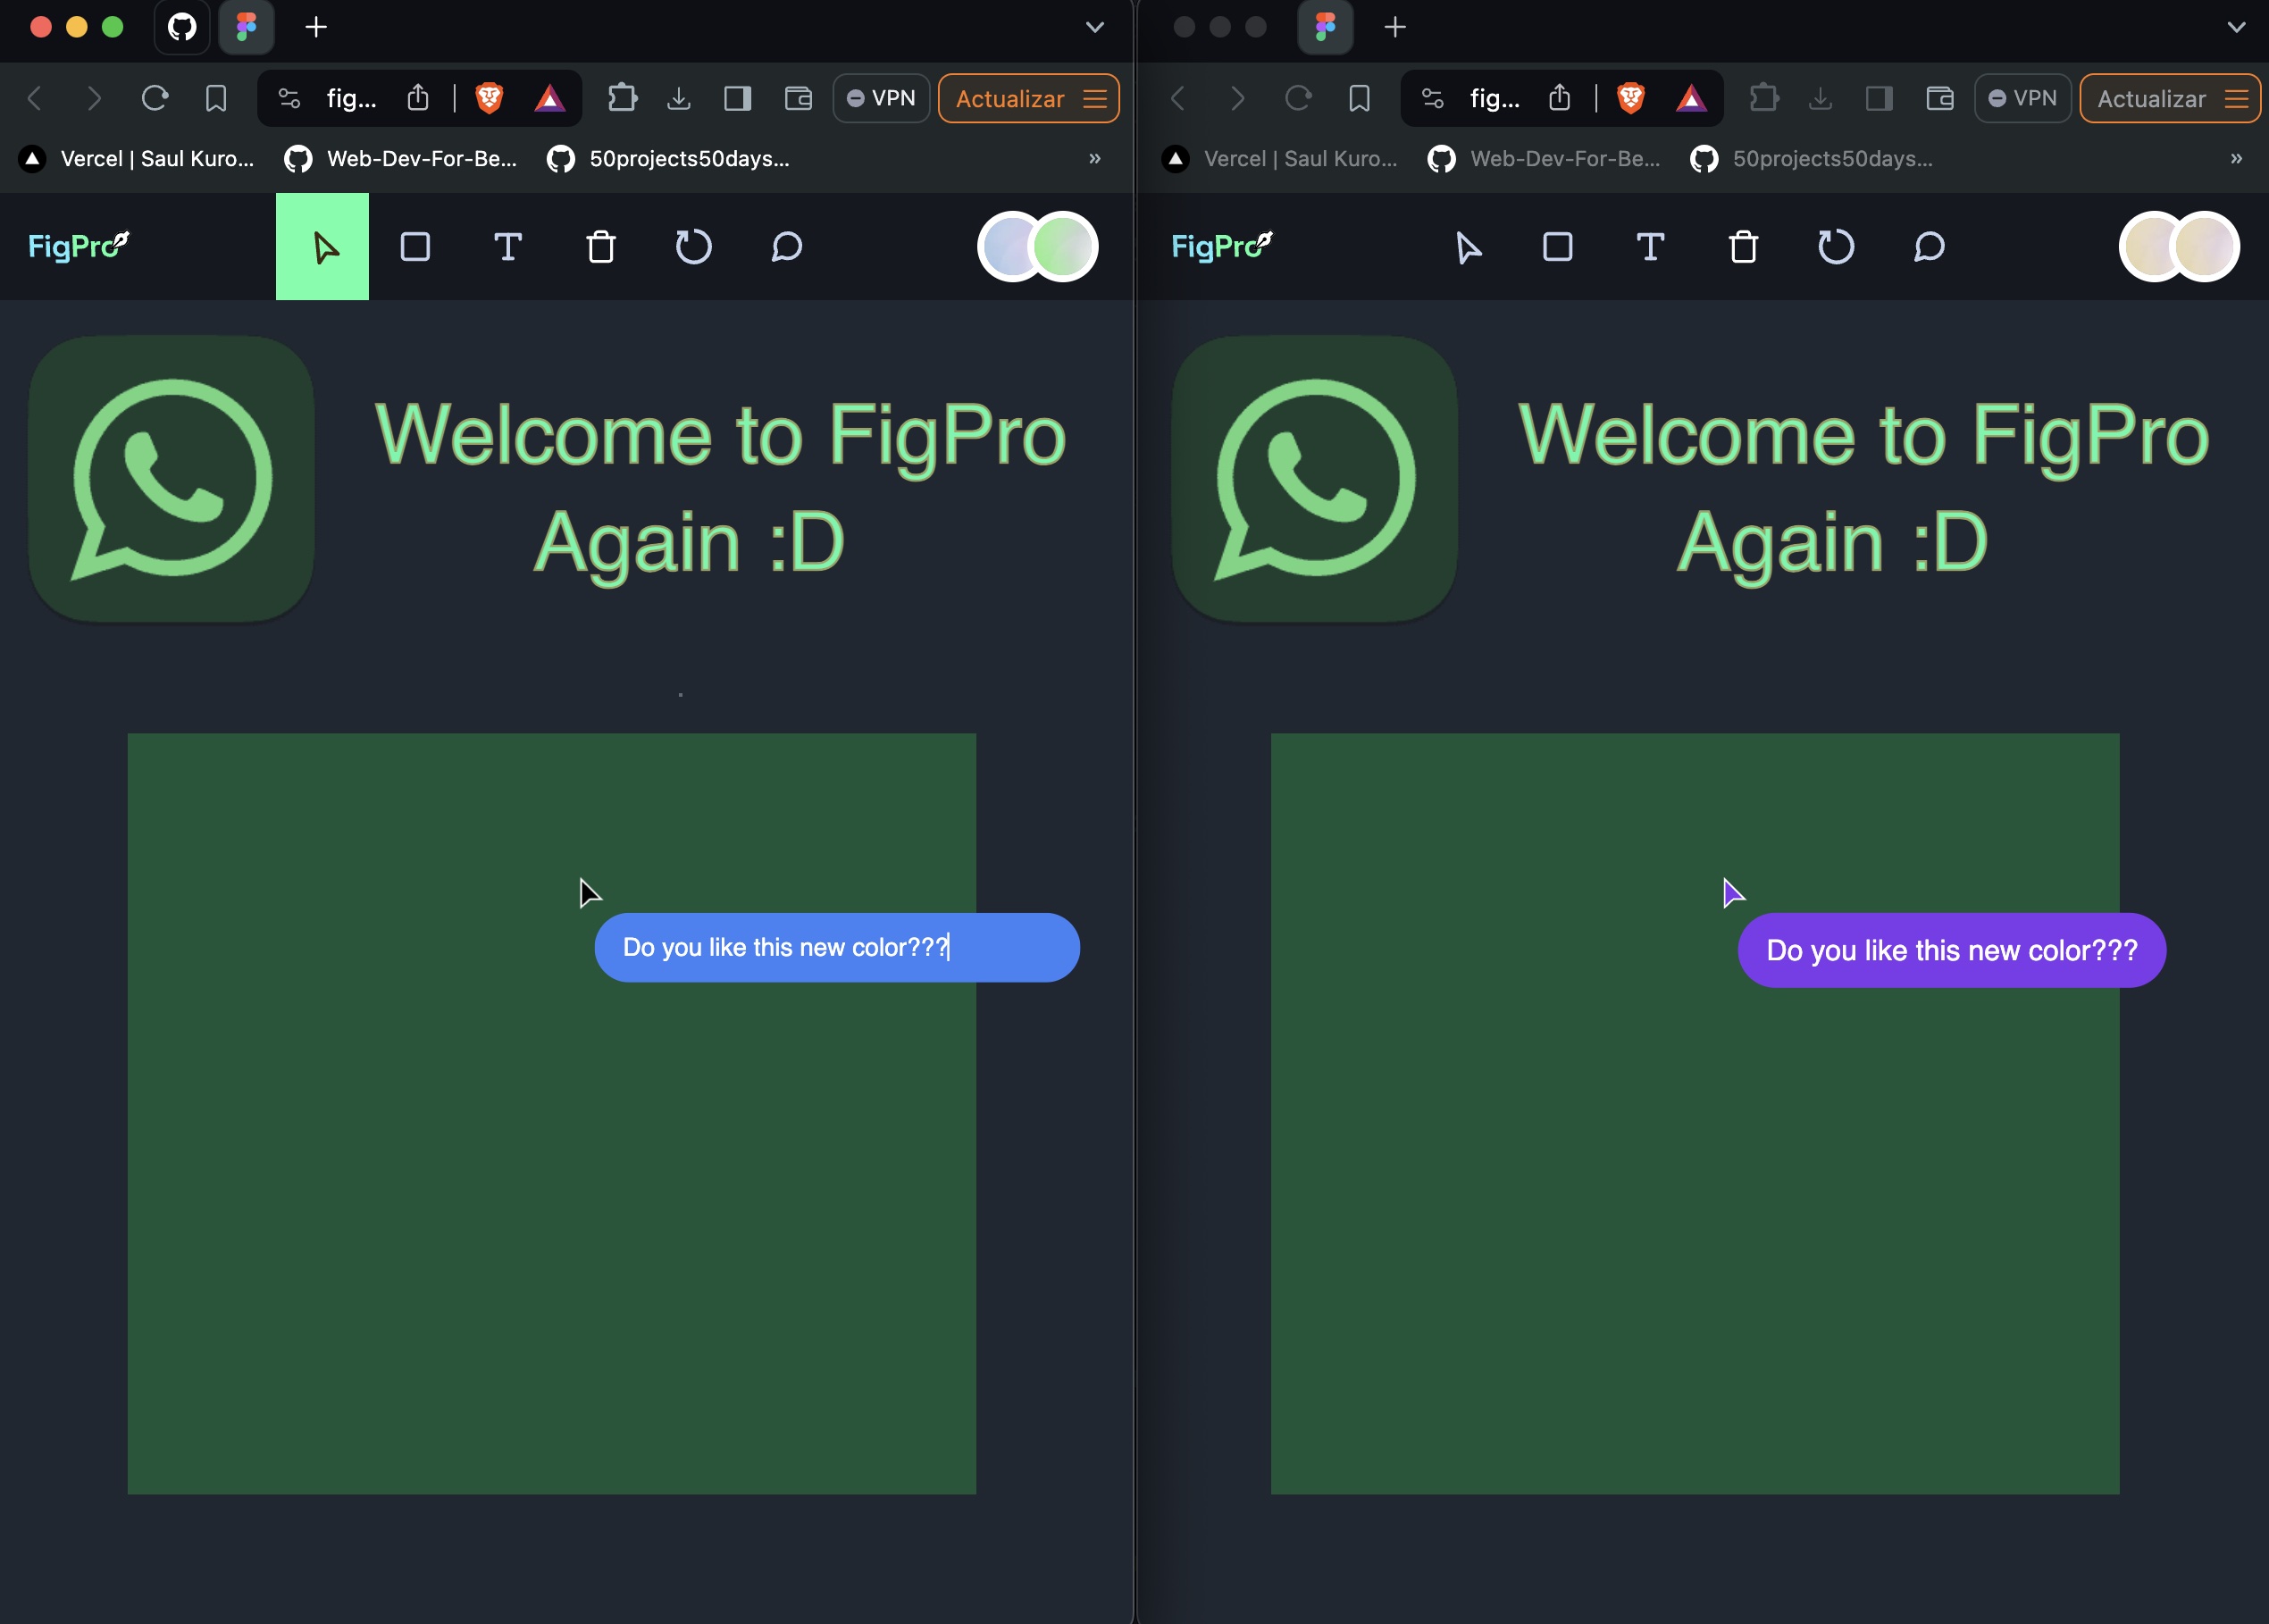 fig...
VPN
Actualizar
Vercel | Saul Kuro...
Web-Dev-For-Be...
50projects50days...
»
FigPro
T
Welcome to FigPro
Again :D
Do you like this new color???
fig...
VPN
Actualizar
Vercel | Saul Kuro...
Web-Dev-For-Be...
50projects50days...
»
FigPro
T
Welcome to FigPro
Again :D
Do you like this new color???